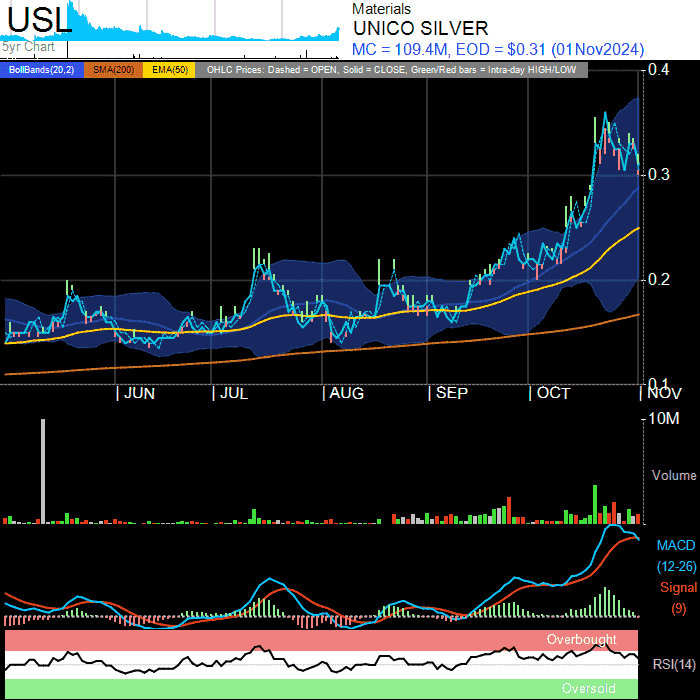 USL
5yr Chart
Materials
UNICO SILVER
MC = 109.4M, EOD = $0.31 (01Nov2024)
BollBands(20,2) SMA(200) EMA(50) OHLC Prices: Dashed = OPEN, Solid = CLOSE, Green/Red bars = Intra-day HIGH/LOW
0.4
0.3
0.2
0.1
JUN JUL AUG SEP OCT NOV
10M
Volume
MACD
(12-26)
Signal
(9)
Overbought
RSI(14)
Oversold